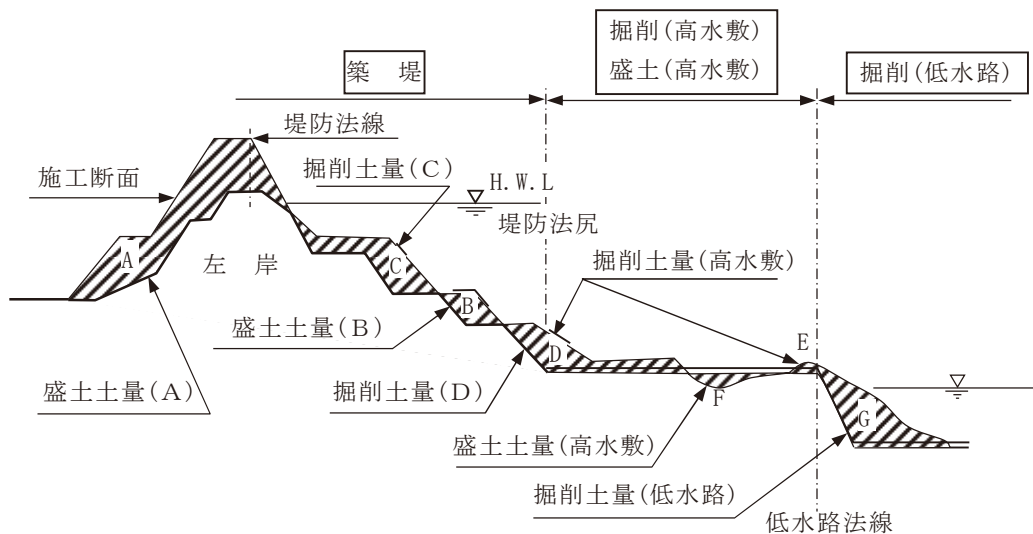 掘削(高水敷)
盛土(高水敷)
築 堤
掘削(低水路)
堤防法線
掘削土量(C)
施工断面
H.W.L
堤防法尻
A
左 岸
C
掘削土量(高水敷)
B
盛土土量(B)
E
D
盛土土量(A)
掘削土量(D)
F
G
盛土土量(高水敷)
掘削土量(低水路)
低水路法線